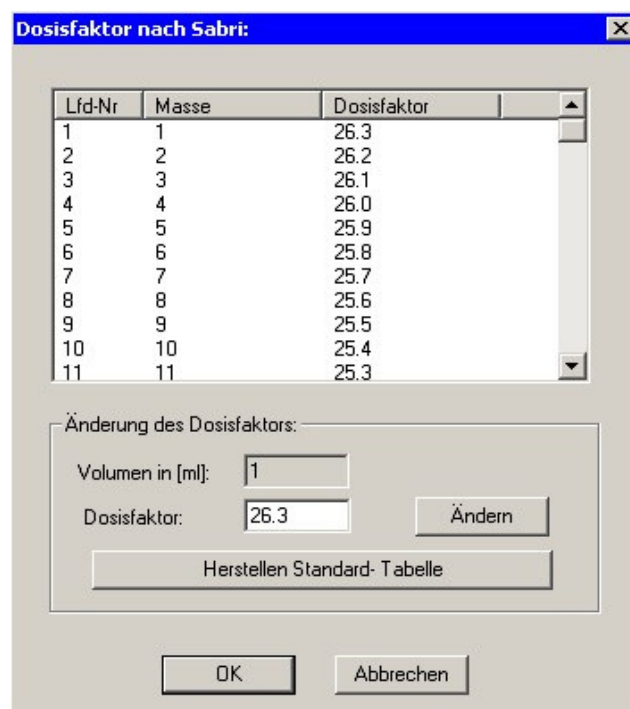 Dosisfaktor nach Sabri:
Lfd-Nr Masse Dosisfaktor
1 1 26.3
2 2 26.2
3 3 26.1
4 4 26.0
5 5 25.9
6 6 25.8
7 7 25.7
8 8 25.6
9 9 25.5
10 10 25.4
11 11 25.3
Änderung des Dosisfaktors:
Volumen in [ml]: 1
Dosisfaktor: 26.3 Ändern
Herstellen Standard- Tabelle
OK Abbrechen